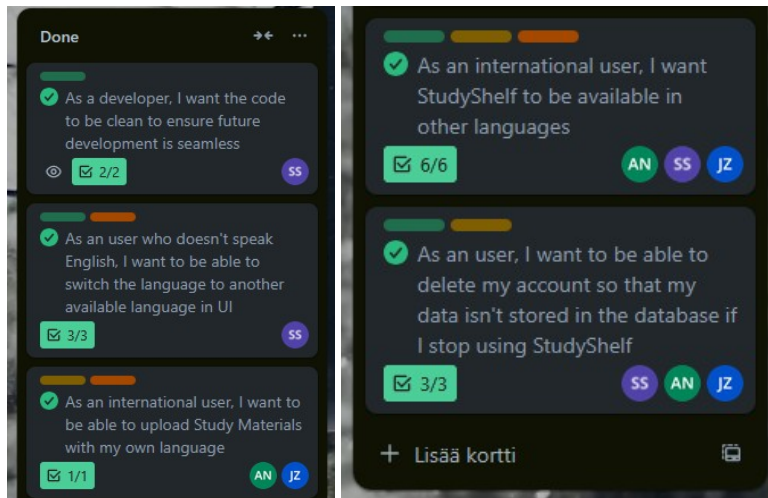 Done
As a developer, I want the code
to be clean to ensure future
development is seamless
2/2
SS
As an user who doesn't speak
English, I want to be able to
switch the language to another
available language in UI
3/3
SS
As an international user, I want to
be able to upload Study Materials
with my own language
1/1
AN JZ
As an international user, I want
StudyShelf to be available in
other languages
6/6
AN SS JZ
As an user, I want to be able to
delete my account so that my
data isn't stored in the database if
I stop using StudyShelf
3/3
SS AN JZ
Lisää kortti